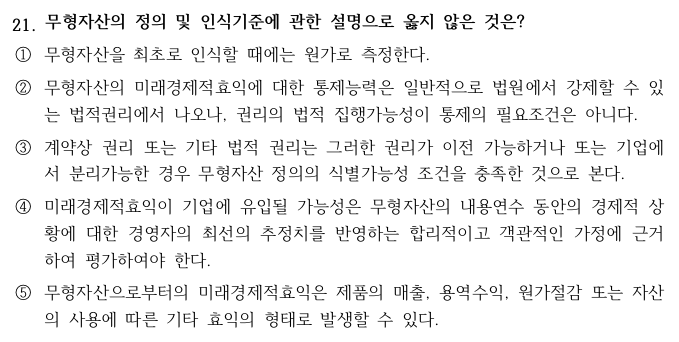 21. 무형자산의 정의 및 인식기준에 관한 설명으로 옳지 않은 것은?
① 무형자산을 최초로 인식할 때에는 원가로 측정한다.
② 무형자산의 미래경제적효익에 대한 통제능력은 일반적으로 법원에서 강제할 수 있
는 법적권리에서 나오나, 권리의 법적 집행가능성이 통제의 필요조건은 아니다.
③ 계약상 권리 또는 기타 법적 권리는 그러한 권리가 이전 가능하거나 또는 기업에
서 분리가능한 경우 무형자산 정의의 식별가능성 조건을 충족한 것으로 본다.
④ 미래경제적효익이 기업에 유입될 가능성은 무형자산의 내용연수 동안의 경제적 상
황에 대한 경영자의 최선의 추정치를 반영하는 합리적이고 객관적인 가정에 근거
하여 평가하여야 한다.
⑤ 무형자산으로부터의 미래경제적효익은 제품의 매출, 용역수익, 원가절감 또는 자산
의 사용에 따른 기타 효익의 형태로 발생할 수 있다.